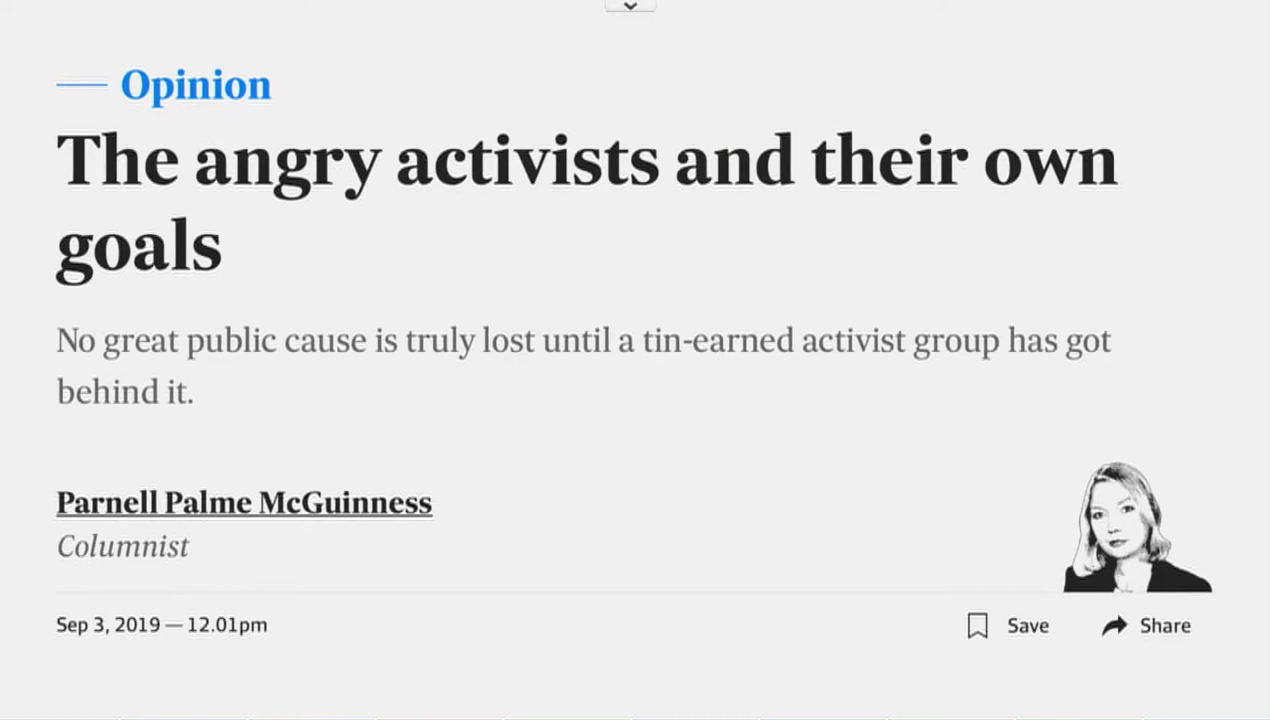 Opinion
The angry activists and their own
goals
No great public cause is truly lost until a tin-earned activist group has got
behind it.
Parnell Palme McGuinness
Columnist
Sep 3, 2019 — 12.01pm
Save
Share